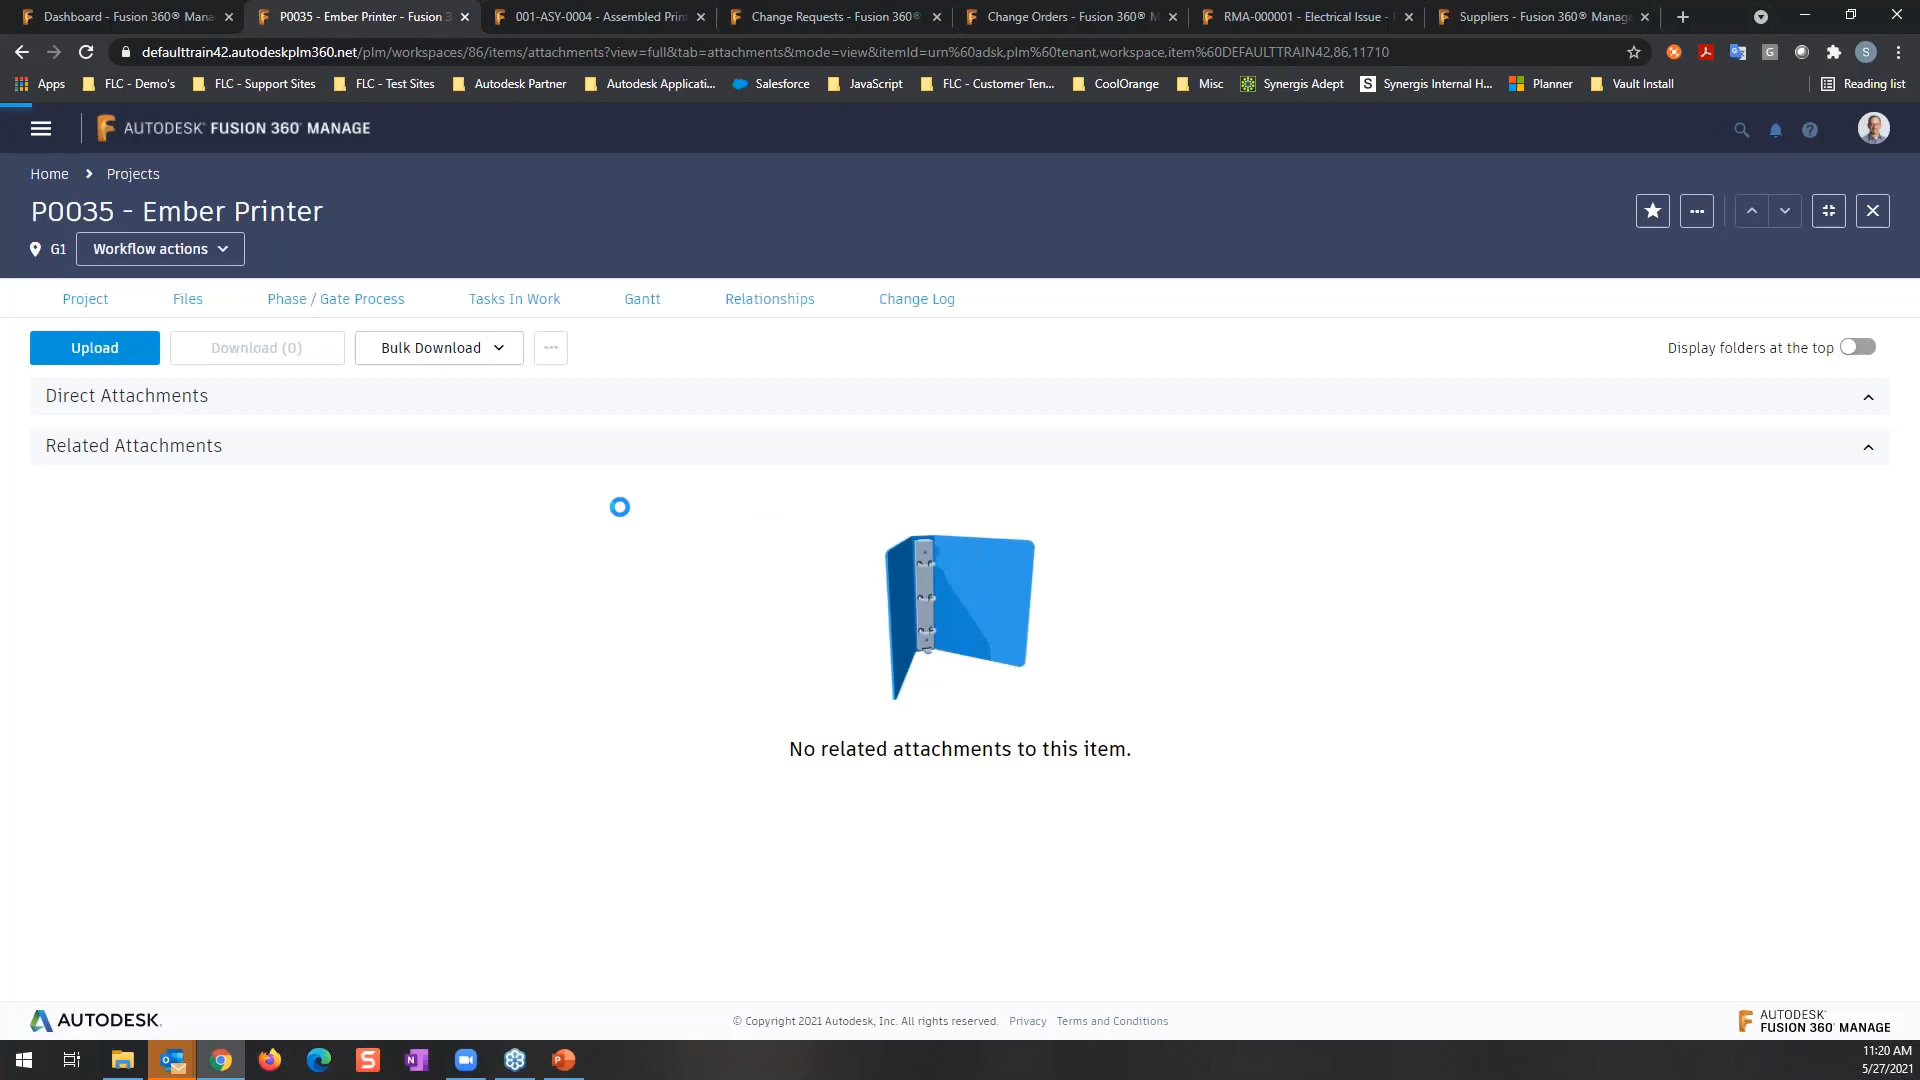 Dashboard - Fusion 360® Mana
P0035 - Ember Printer - Fusion 3
001-ASY-0004 - Assembled Prin
Change Requests - Fusion 360®
Change Orders - Fusion 360® M
RMA-000001 - Electrical Issue -
Suppliers - Fusion 360® Manag
defaulttrain42.autodeskplm360.net/plm/workspaces/86/items/attachments?view=full&tab=attachments&mode=view&itemId=urn%60adsk,plm%60tenant,workspace,item%60DEFAULTTRAIN42,86,11710
S
Apps
FLC - Demo's
FLC - Support Sites
FLC - Test Sites
Autodesk Partner
Autodesk Applicati...
Salesforce
JavaScript
FLC - Customer Ten...
CoolOrange
Misc
Synergis Adept
Synergis Internal H...
Planner
Vault Install
Reading list
AUTODESK® FUSION 360® MANAGE
Home > Projects
P0035 - Ember Printer
G1
Workflow actions
Project
Files
Phase / Gate Process
Tasks In Work
Gantt
Relationships
Change Log
Upload
Download (0)
Bulk Download
Display folders at the top
Direct Attachments
Related Attachments
No related attachments to this item.
AUTODESK.
© Copyright 2021 Autodesk, Inc. All rights reserved.
Privacy
Terms and Conditions
AUTODESK®
FUSION 360® MANAGE
11:20 AM
5/27/2021